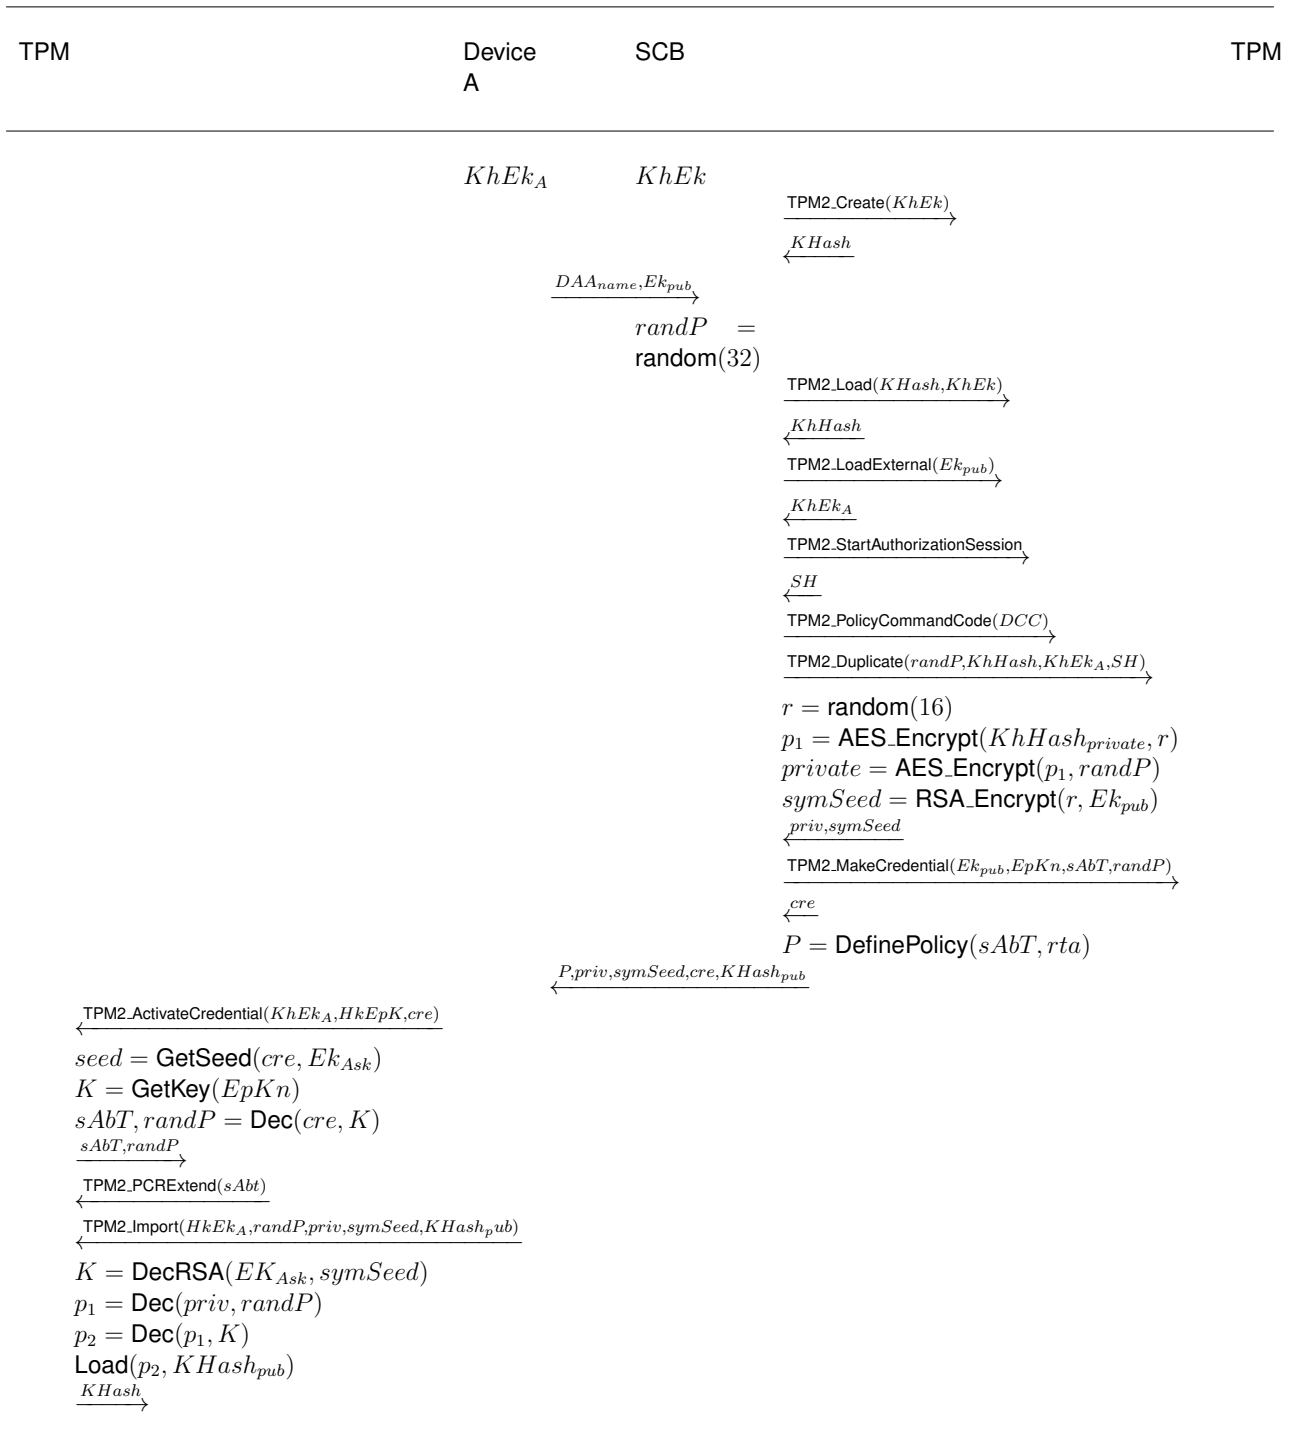 TPM Device SCB TPM
A
KhEk_A KhEk
TPM2_Create(KhEk)
KHash
DAA_name,Ek_pub
randP =
random(32)
TPM2_Load(KHash,KhEk)
KhHash
TPM2_LoadExternal(Ek_pub)
KhEk_A
TPM2_StartAuthorizationSession
SH
TPM2_PolicyCommandCode(DCC)
TPM2_Duplicate(randP,KhHash,KhEk_A,SH)
r = random(16)
p_1 = AES_Encrypt(KhHash_private, r)
private = AES_Encrypt(p_1, randP)
symSeed = RSA_Encrypt(r, Ek_pub)
priv,symSeed
TPM2_MakeCredential(Ek_pub,EpKn,sAbT,randP)
cre
P = DefinePolicy(sAbT, rta)
P,priv,symSeed,cre,KHash_pub
TPM2_ActivateCredential(KhEk_A,HkEpK,cre)
seed = GetSeed(cre, Ek_Ask)
K = GetKey(EpKn)
sAbT, randP = Dec(cre, K)
sAbT,randP
TPM2_PCRExtend(sAbt)
TPM2_Import(HkEk_A,randP,priv,symSeed,KHash_pub)
K = DecRSA(EK_Ask, symSeed)
p_1 = Dec(priv, randP)
p_2 = Dec(p_1, K)
Load(p_2, KHash_pub)
KHash